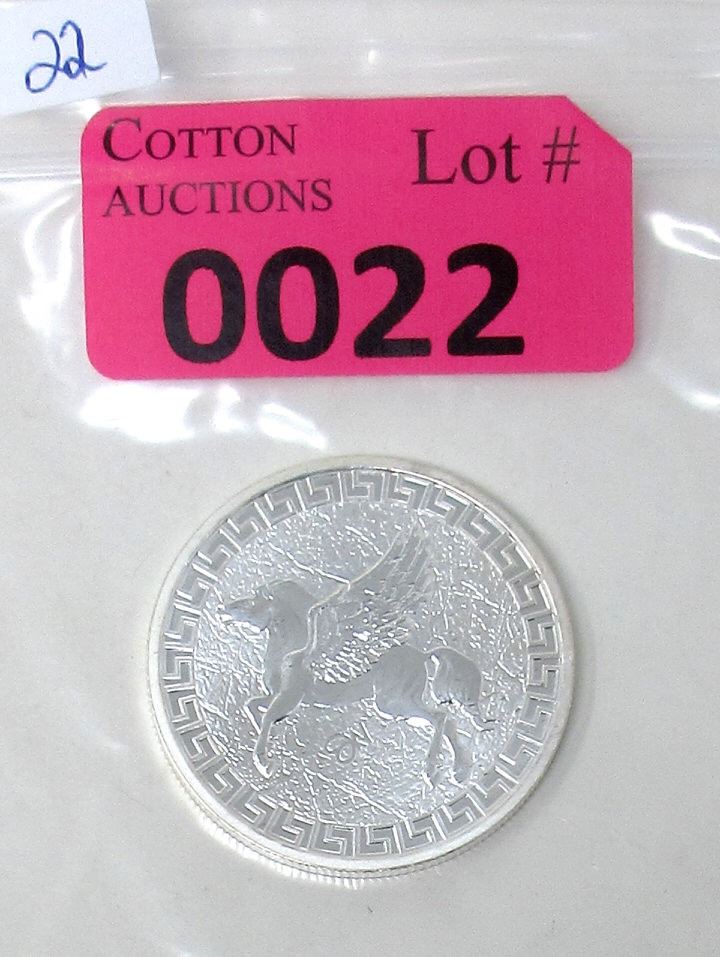 22
COTTON
AUCTIONS
Lot #
0022